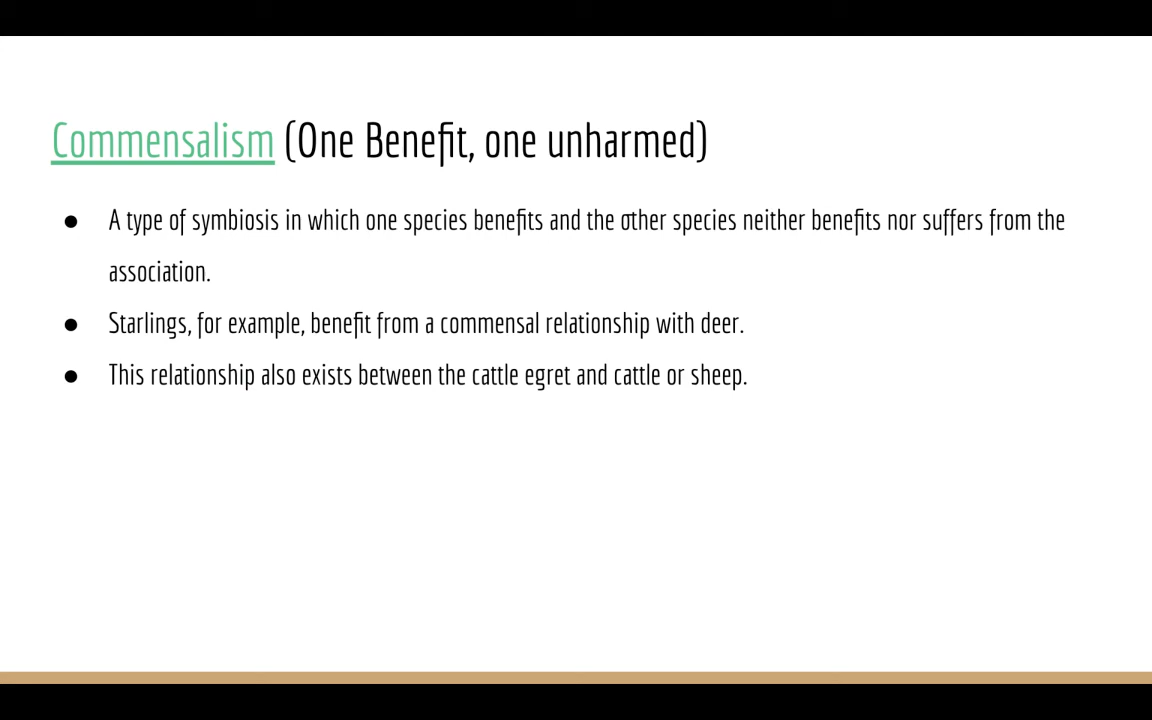 Commensalism (One Benefit, one unharmed)
● A type of symbiosis in which one species benefits and the other species neither benefits nor suffers from the
association.
● Starlings, for example, benefit from a commensal relationship with deer.
● This relationship also exists between the cattle egret and cattle or sheep.